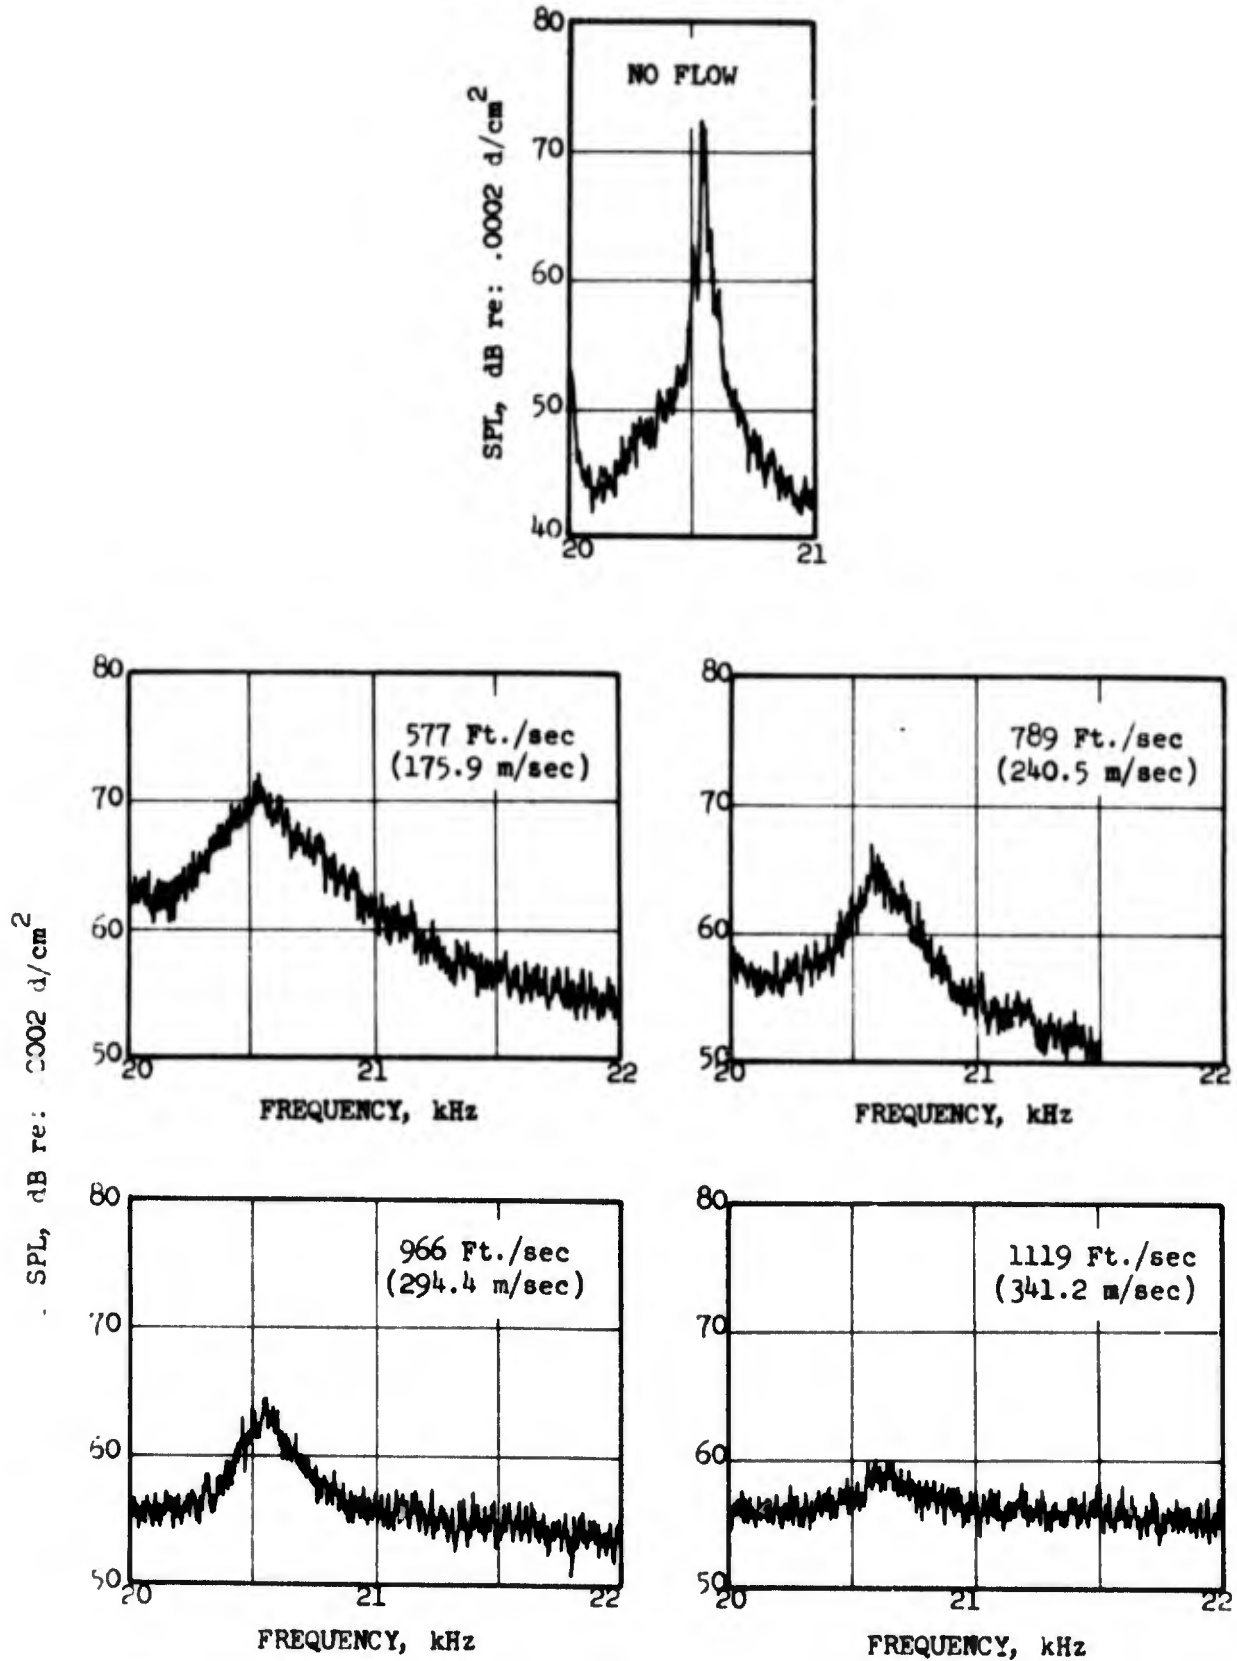 80
NO FLOW
70
60
50
40
20
21
SPL, dB re: .0002 d/cm²
80
70
60
50
20
21
22
577 Ft./sec
(175.9 m/sec)
FREQUENCY, kHz
80
70
60
50
20
21
22
789 Ft./sec
(240.5 m/sec)
FREQUENCY, kHz
SPL, dB re: .0002 d/cm²
80
70
60
50
20
21
22
966 Ft./sec
(294.4 m/sec)
FREQUENCY, kHz
80
70
60
50
20
21
22
1119 Ft./sec
(341.2 m/sec)
FREQUENCY, kHz